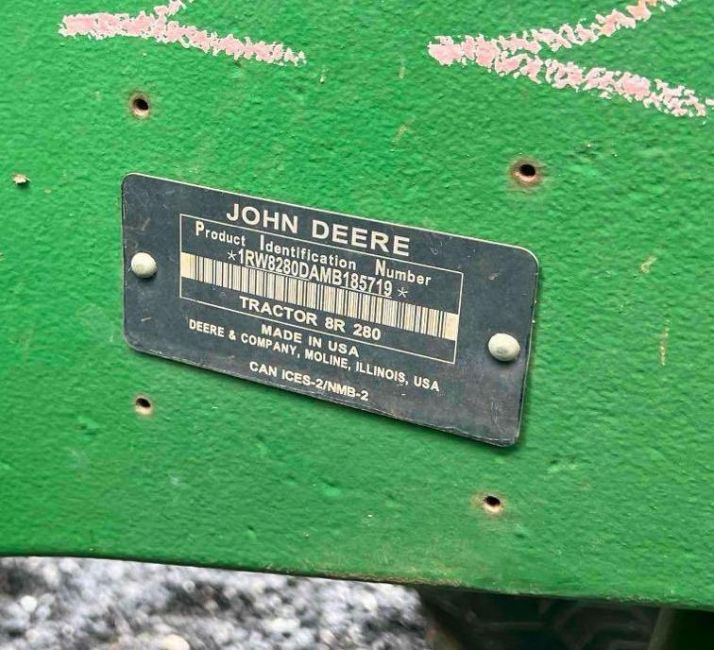 JOHN DEERE
Product Identification Number
*1RW8280DAMB185719*
TRACTOR 8R 280
MADE IN USA
DEERE & COMPANY, MOLINE, ILLINOIS, USA
CAN ICES-2/NMB-2